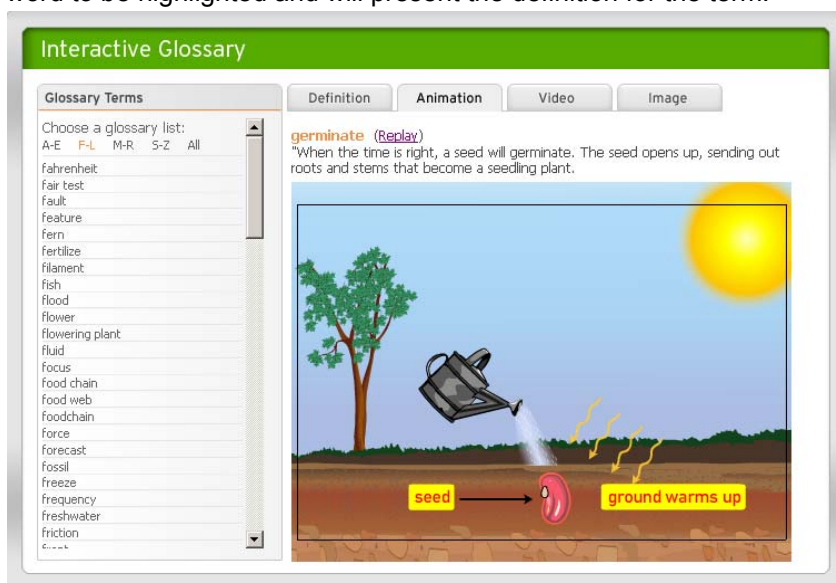 word to be highlighted and will present the definition for the term.
Interactive Glossary
Glossary Terms
Choose a glossary list:
A-E F-L M-R S-Z All
fahrenheit
fair test
fault
feature
fern
fertilize
filament
fish
flood
flower
flowering plant
fluid
focus
food chain
food web
foodchain
force
forecast
fossil
freeze
frequency
freshwater
friction
Definition Animation Video Image
germinate (Replay)
"When the time is right, a seed will germinate. The seed opens up, sending out
roots and stems that become a seedling plant.
seed
ground warms up